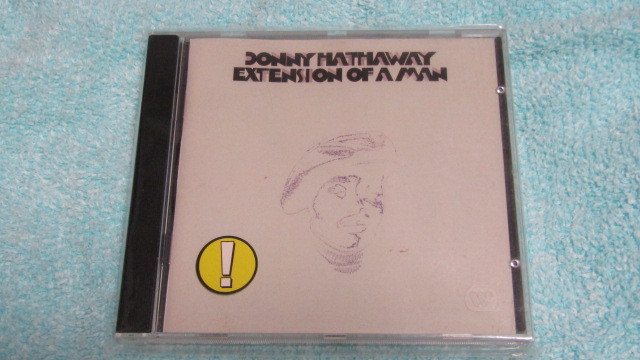 DONNY HATHAWAY
EXTENSION OF A MAN
!